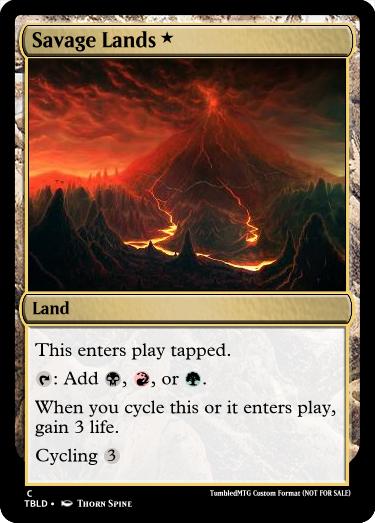 Savage Lands ★
Land
This enters play tapped.
: Add , , or .
When you cycle this or it enters play,
gain 3 life.
Cycling 3
C
TBLD • Thorn Spine
TumbledMTG Custom Format (NOT FOR SALE)